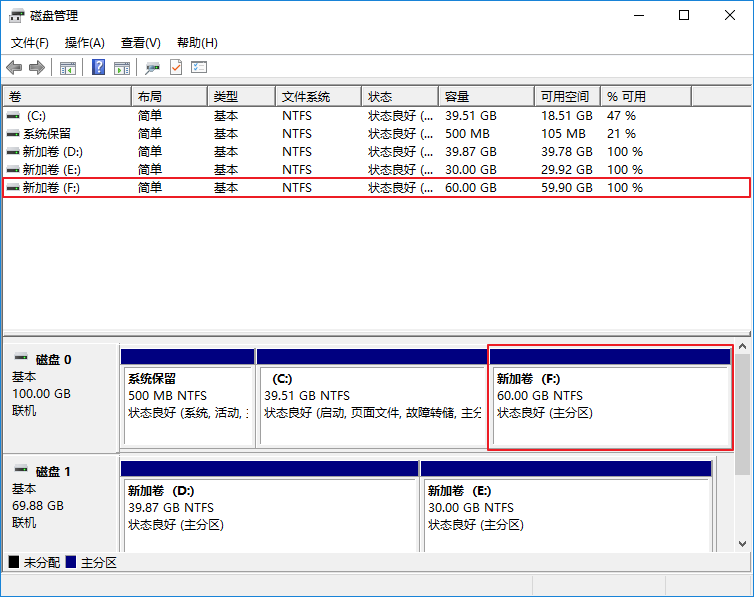 磁盘管理
文件(F) 操作(A) 查看(V) 帮助(H)
卷 布局 类型 文件系统 状态 容量 可用空间 % 可用
(C:) 简单 基本 NTFS 状态良好 (... 39.51 GB 18.51 GB 47 %
系统保留 简单 基本 NTFS 状态良好 (... 500 MB 105 MB 21 %
新加卷 (D:) 简单 基本 NTFS 状态良好 (... 39.87 GB 39.78 GB 100 %
新加卷 (E:) 简单 基本 NTFS 状态良好 (... 30.00 GB 29.92 GB 100 %
新加卷 (F:) 简单 基本 NTFS 状态良好 (... 60.00 GB 59.90 GB 100 %
磁盘 0
基本
100.00 GB
联机
系统保留
500 MB NTFS
状态良好 (系统, 活动, 
(C:)
39.51 GB NTFS
状态良好 (启动, 页面文件, 故障转储, 主分
新加卷 (F:)
60.00 GB NTFS
状态良好 (主分区)
磁盘 1
基本
69.88 GB
联机
新加卷 (D:)
39.87 GB NTFS
状态良好 (主分区)
新加卷 (E:)
30.00 GB NTFS
状态良好 (主分区)
未分配 主分区